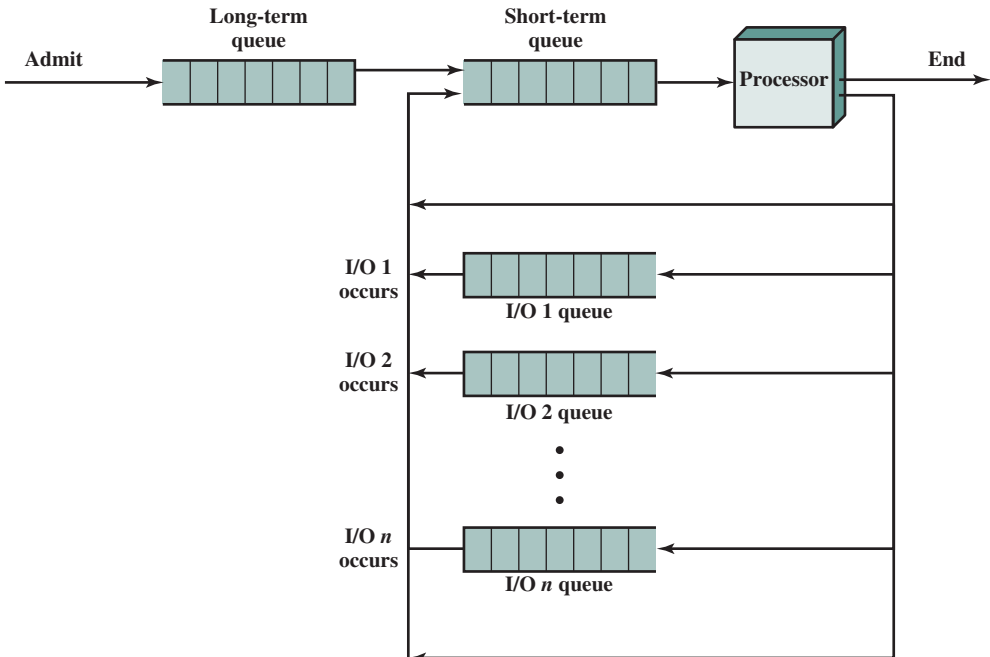 Long-term
queue
Short-term
queue
Admit
Processor
End
I/O 1
occurs
I/O 1 queue
I/O 2
occurs
I/O 2 queue
I/O n
occurs
I/O n queue